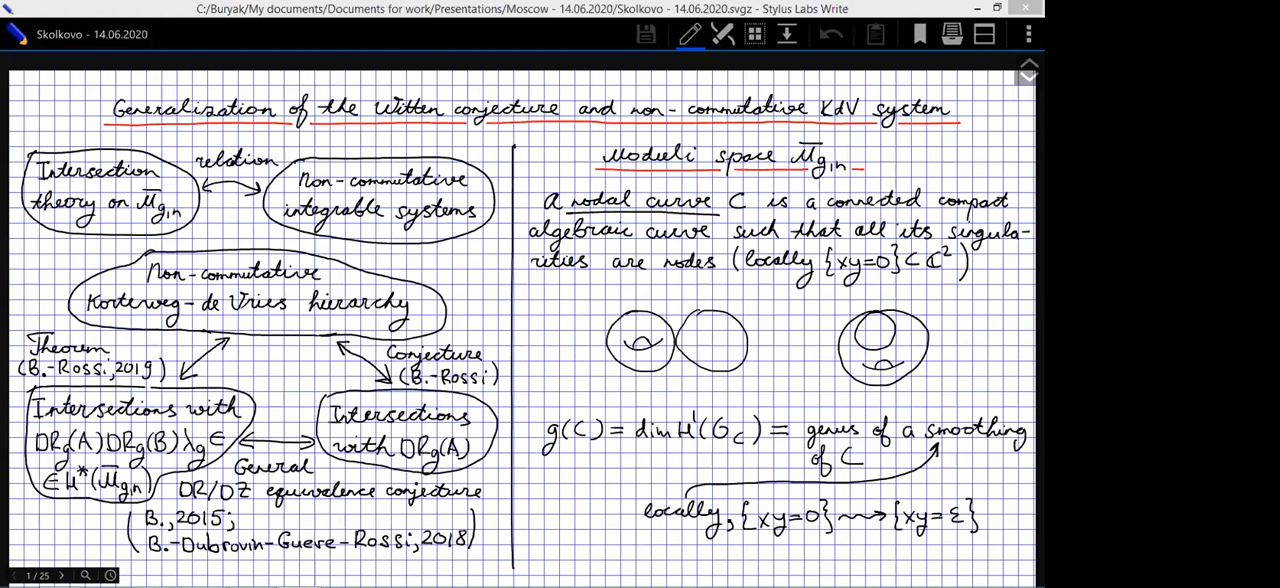 C:/Buryak/My documents/Documents for work/Presentations/Moscow - 14.06.2020/Skolkovo - 14.06.2020.svgz - Stylus Labs Write
Skolkovo - 14.06.2020
Generalization of the Witten conjecture and non-commutative KdV system
Intersection
theory on M̅g,n
relation
Non-commutative
integrable systems
Non-commutative
Korteweg-de Vries hierarchy
Theorem
(B.-Rossi, 2019)
Conjecture
(B.-Rossi)
Intersections with
DRg(A)DRg(B)λg ∈
∈ H*(M̅g,n)
Intersections
with DRg(A)
General
DR/DZ equivalence conjecture
(B., 2015;
B.-Dubrovin-Guere-Rossi, 2018)
Moduli space M̅g,n
A nodal curve C is a connected compact
algebraic curve such that all its singula-
rities are nodes (locally {xy=0} ⊂ ℂ²)
g(C) = dim H¹(O_C) = genus of a smoothing
of C
locally, {xy=0} ⇝ {xy=ε}
1/25